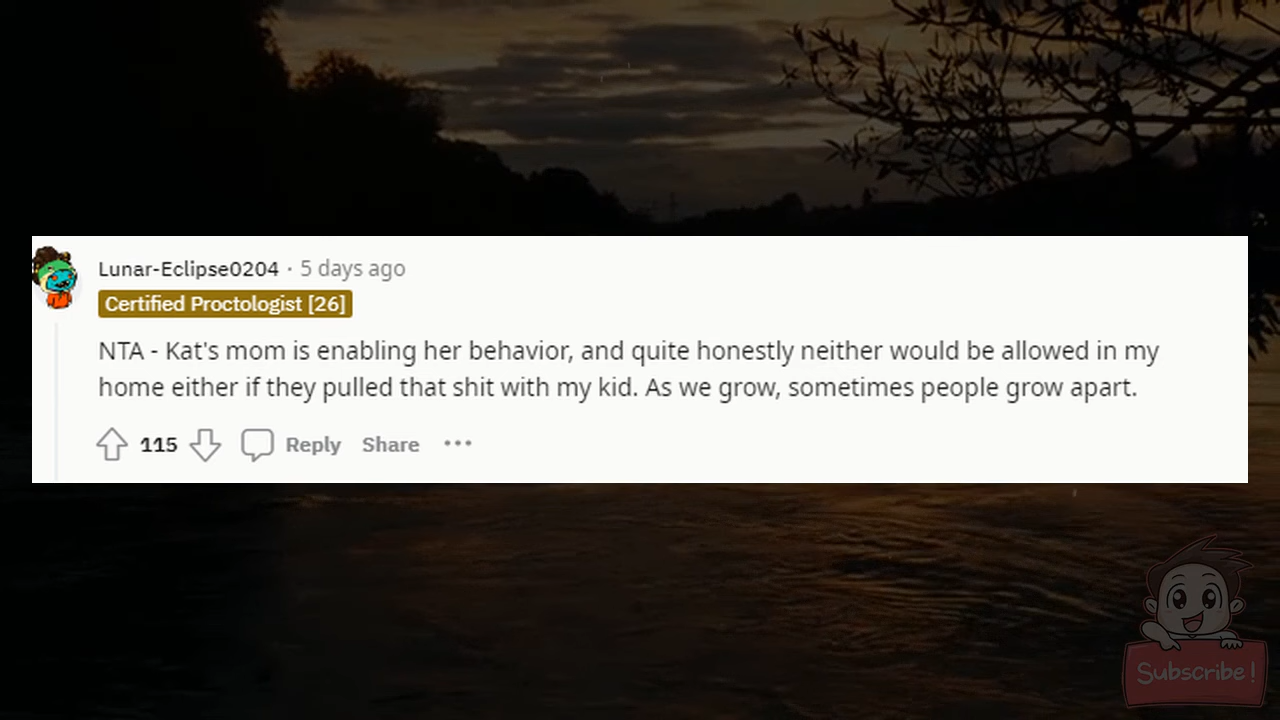 Lunar-Eclipse0204 · 5 days ago
Certified Proctologist [26]
NTA - Kat's mom is enabling her behavior, and quite honestly neither would be allowed in my
home either if they pulled that shit with my kid. As we grow, sometimes people grow apart.
115 Reply Share ···
Subscribe!